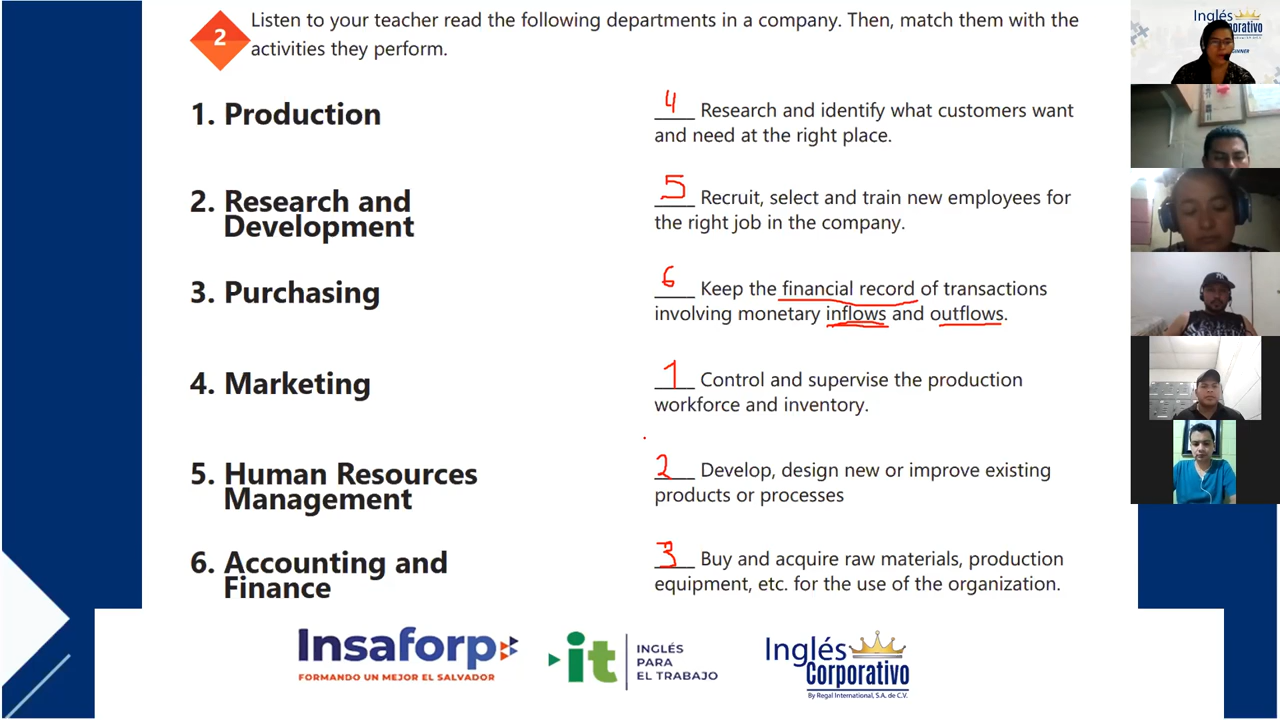 2
Listen to your teacher read the following departments in a company. Then, match them with the
activities they perform.
1. Production
4 Research and identify what customers want
and need at the right place.
2. Research and
Development
5 Recruit, select and train new employees for
the right job in the company.
3. Purchasing
6 Keep the financial record of transactions
involving monetary inflows and outflows.
4. Marketing
1 Control and supervise the production
workforce and inventory.
5. Human Resources
Management
2 Develop, design new or improve existing
products or processes
6. Accounting and
Finance
3 Buy and acquire raw materials, production
equipment, etc. for the use of the organization.
Insaforp
FORMANDO UN MEJOR EL SALVADOR
it
INGLÉS
PARA
EL TRABAJO
Inglés
Corporativo
By Regal International, S.A. de C.V.
Inglés